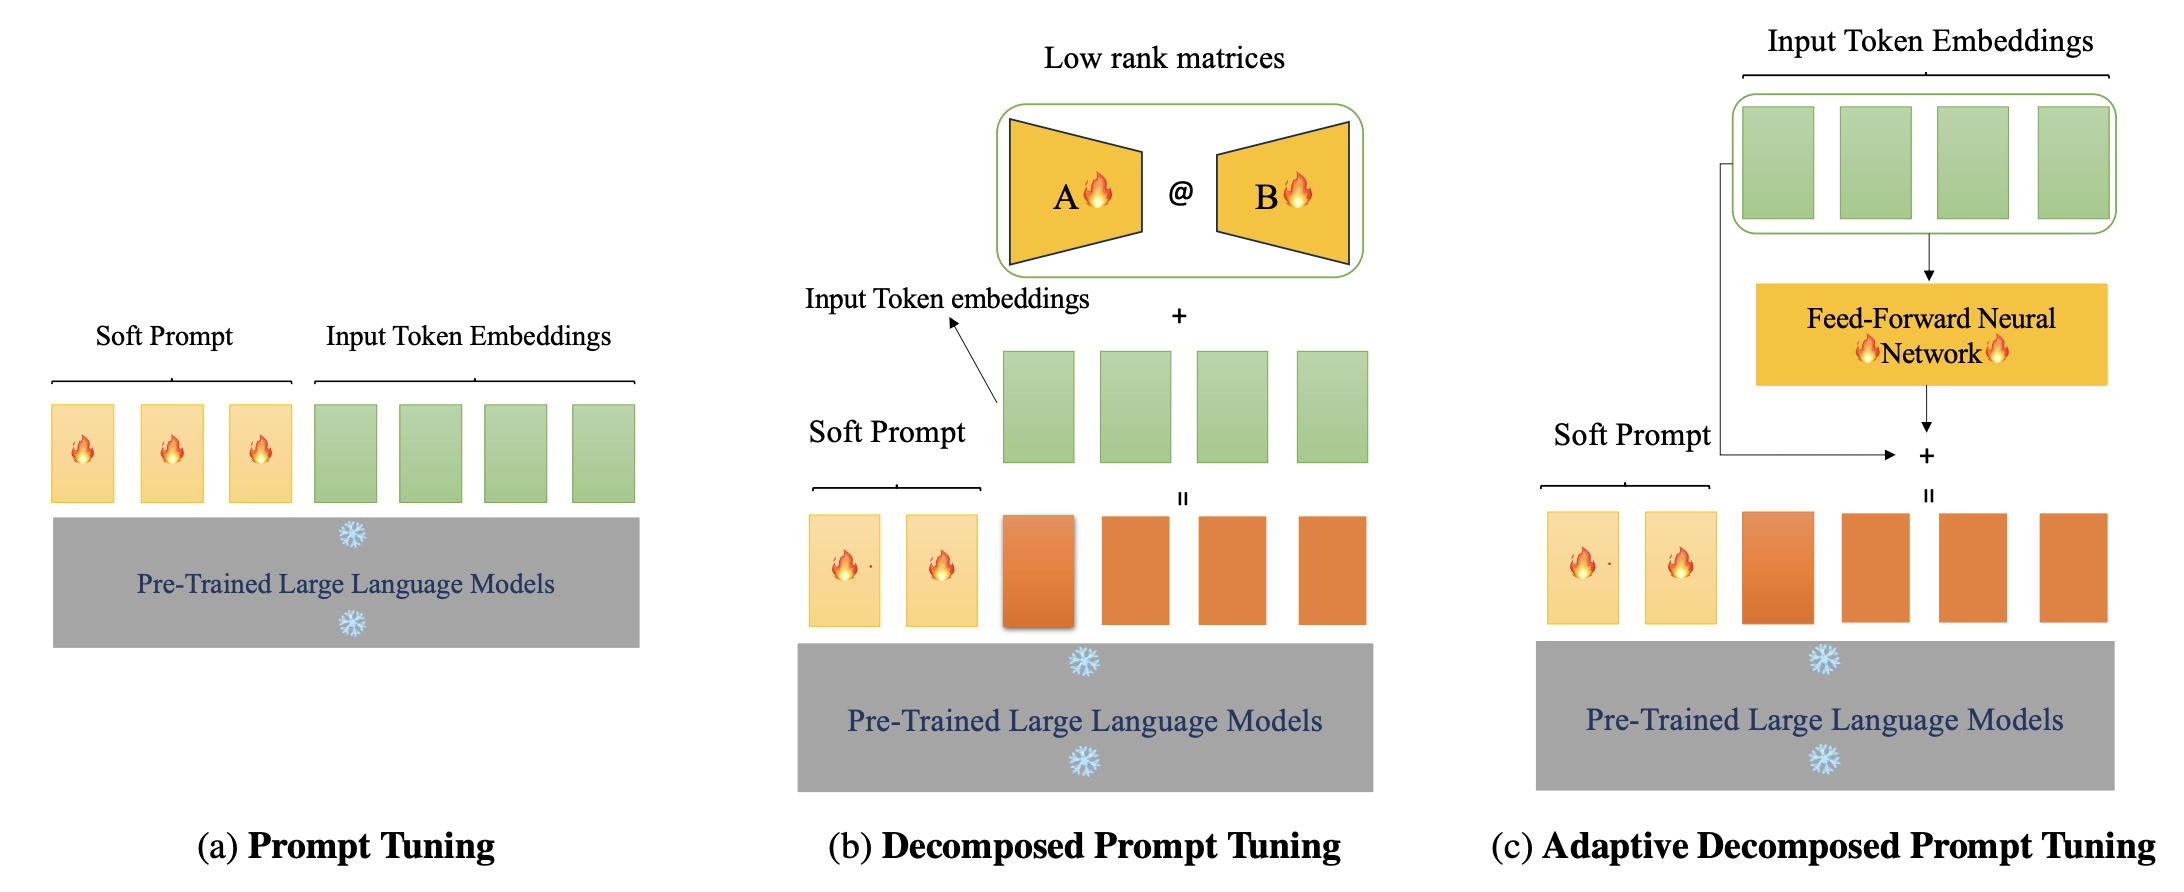 Soft Prompt
Input Token Embeddings
Pre-Trained Large Language Models
(a) Prompt Tuning
Low rank matrices
A
@
B
Input Token embeddings
+
Soft Prompt
=
Pre-Trained Large Language Models
(b) Decomposed Prompt Tuning
Input Token Embeddings
Feed-Forward Neural
Network
Soft Prompt
+
=
Pre-Trained Large Language Models
(c) Adaptive Decomposed Prompt Tuning